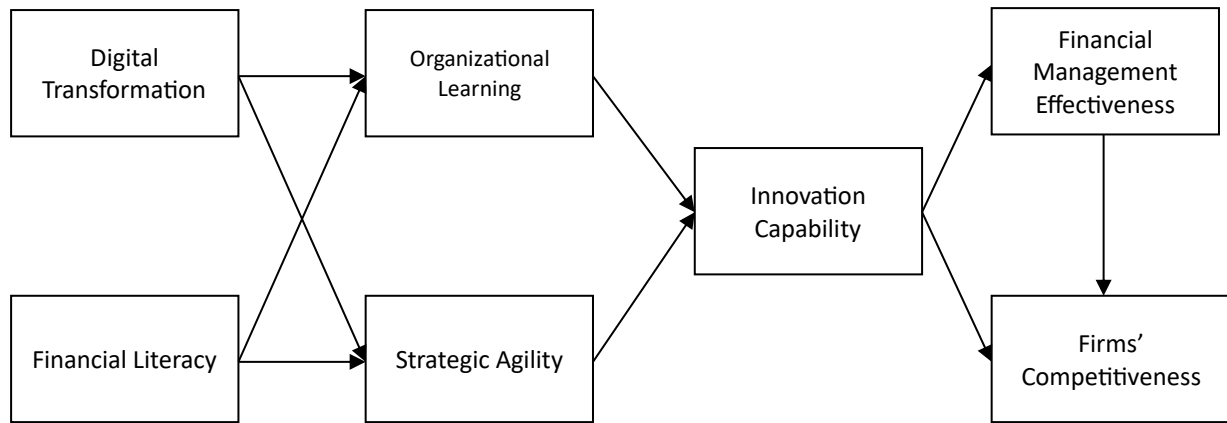 Digital
Transformation
Organizational
Learning
Financial
Management
Effectiveness
Innovation
Capability
Financial Literacy
Strategic Agility
Firms’
Competitiveness